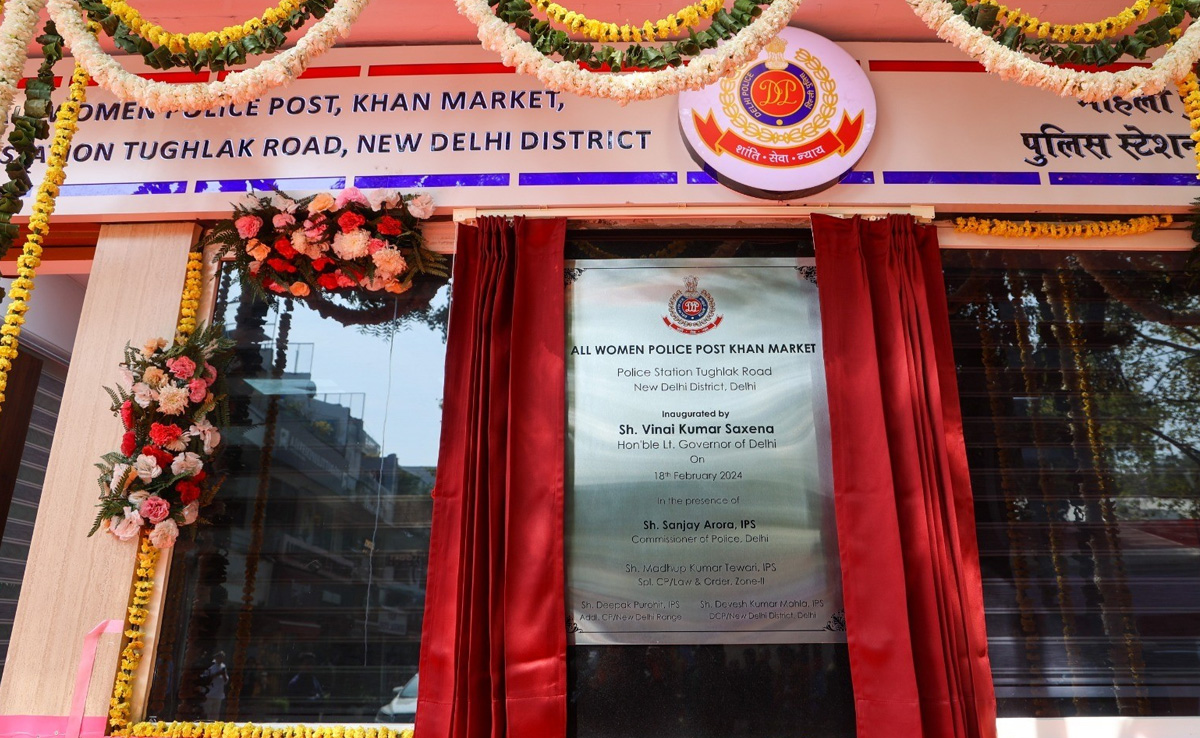 WOMEN POLICE POST, KHAN MARKET,
STATION TUGHLAK ROAD, NEW DELHI DISTRICT
DELHI POLICE
DP
दिल्ली पुलिस
शांति • सेवा • न्याय
महिला
पुलिस स्टेशन
DP
ALL WOMEN POLICE POST KHAN MARKET
Police Station Tughlak Road
New Delhi District, Delhi
Inaugurated by
Sh. Vinai Kumar Saxena
Hon'ble Lt. Governor of Delhi
On
18th February 2024
In the presence of
Sh. Sanjay Arora, IPS
Commissioner of Police, Delhi
Sh. Madhup Kumar Tewari, IPS
Spl. CP/Law & Order, Zone-II
Sh. Deepak Purohit, IPS Sh. Devesh Kumar Mahla, IPS
Addl. CP/New Delhi Range DCP/New Delhi District, Delhi